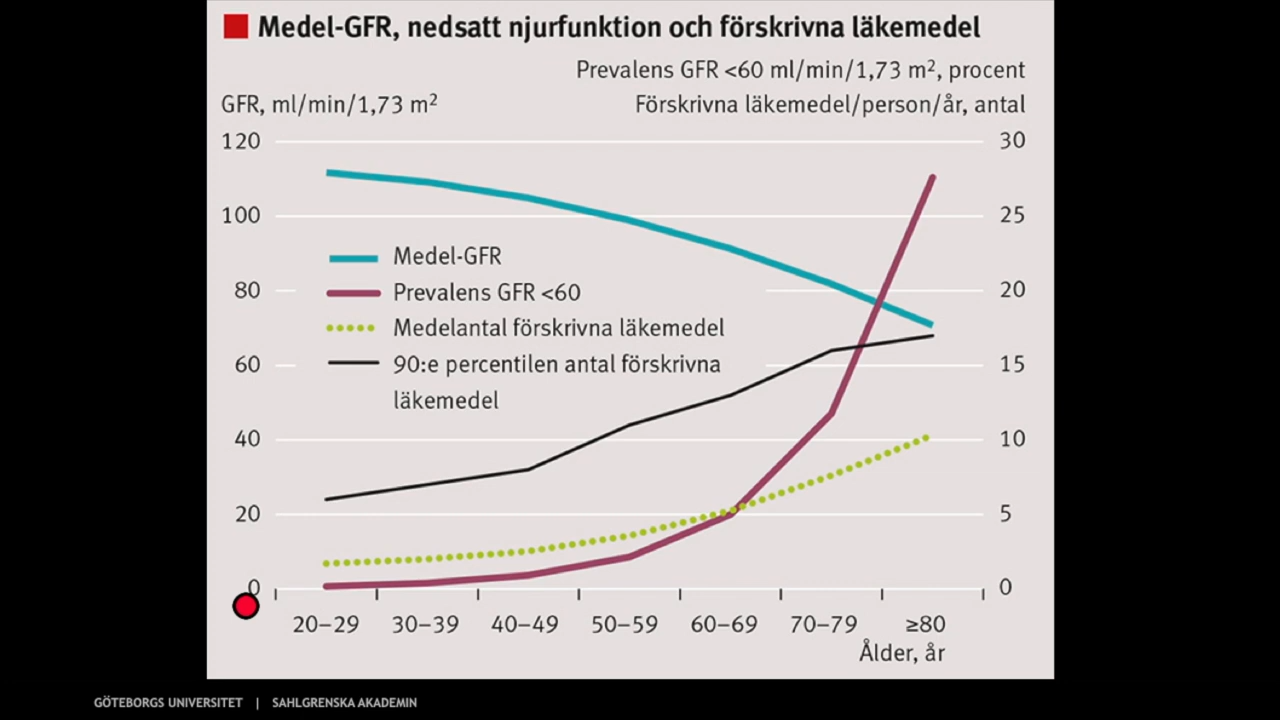 Medel-GFR, nedsatt njurfunktion och förskrivna läkemedel
Prevalens GFR <60 ml/min/1,73 m², procent
GFR, ml/min/1,73 m²
Förskrivna läkemedel/person/år, antal
120
30
100
25
Medel-GFR
80
Prevalens GFR <60
20
Medelantal förskrivna läkemedel
60
90:e percentilen antal förskrivna
15
läkemedel
40
10
20
5
0
0
20–29 30–39 40–49 50–59 60–69 70–79 ≥80
Ålder, år
GÖTEBORGS UNIVERSITET | SAHLGRENSKA AKADEMIN